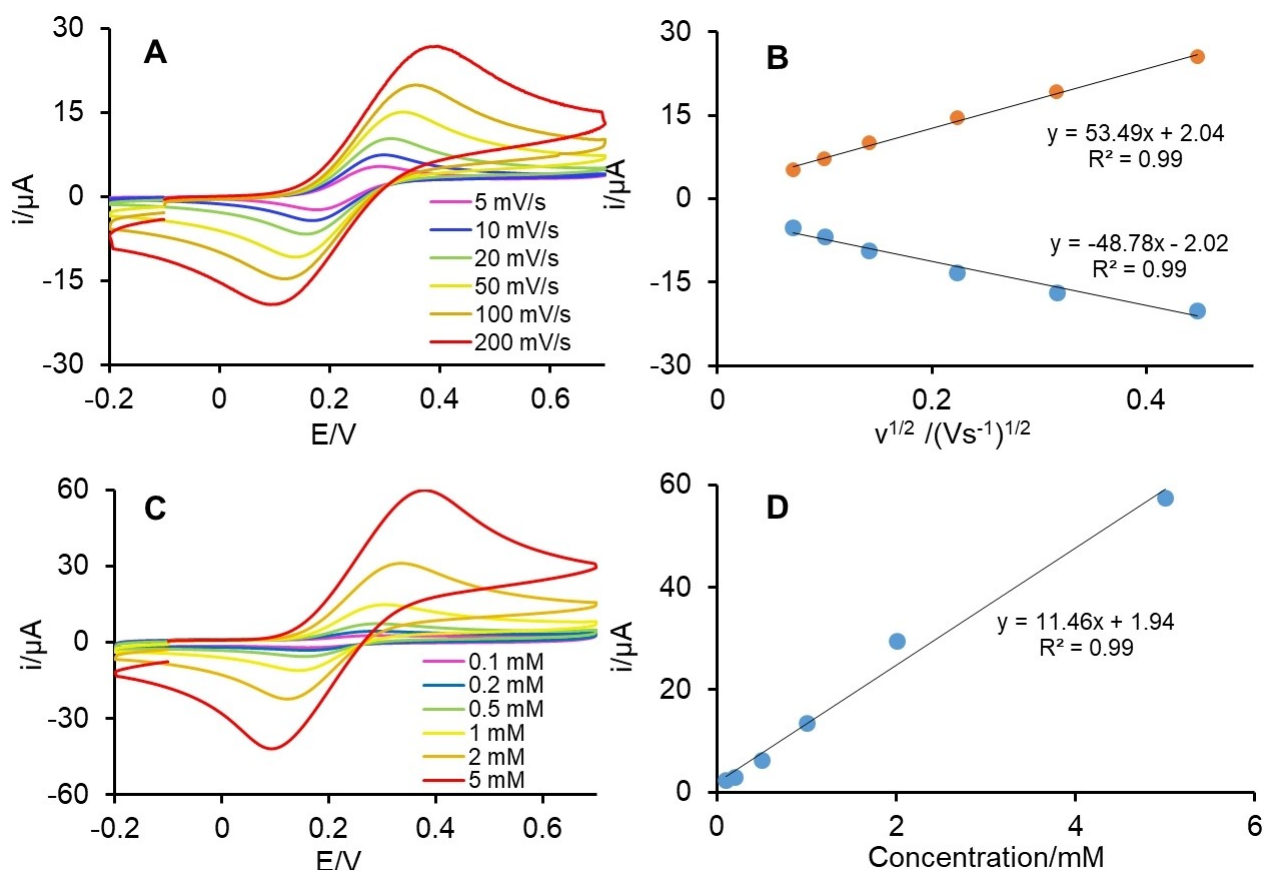 A
30
15
0
-15
-30
i/µA
-0.2 0 0.2 0.4 0.6
E/V
5 mV/s
10 mV/s
20 mV/s
50 mV/s
100 mV/s
200 mV/s
B
30
15
0
-15
-30
i/µA
y = 53.49x + 2.04
R² = 0.99
y = -48.78x - 2.02
R² = 0.99
0 0.2 0.4
v¹ᐟ² /(Vs⁻¹)¹ᐟ²
C
60
30
0
-30
-60
i/µA
-0.2 0 0.2 0.4 0.6
E/V
0.1 mM
0.2 mM
0.5 mM
1 mM
2 mM
5 mM
D
60
40
20
0
i/µA
y = 11.46x + 1.94
R² = 0.99
0 2 4 6
Concentration/mM